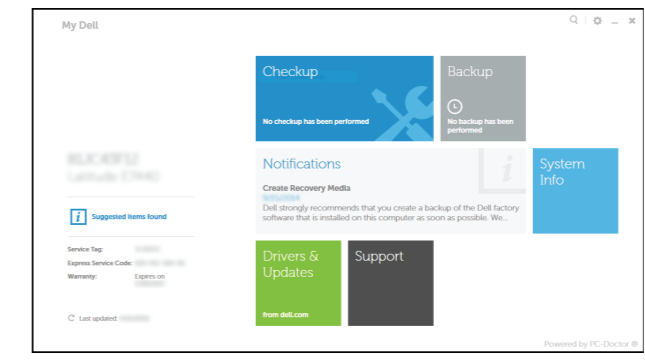 My Dell
Checkup
No checkup has been performed
Backup
No backup has been
performed
Notifications
Create Recovery Media
Dell strongly recommends that you create a backup of the Dell factory
software that is installed on this computer as soon as possible. We...
System
Info
Suggested items found
Service Tag:
Express Service Code:
Warranty: Expires on
Last updated:
Drivers &
Updates
from dell.com
Support
Powered by PC-Doctor ®